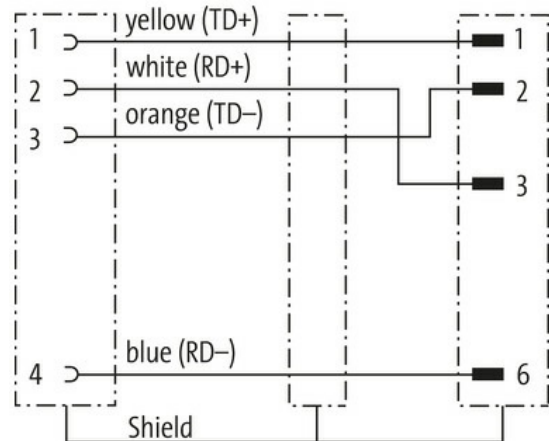 1 yellow (TD+) 1
2 white (RD+) 2
3 orange (TD–)
3
4 blue (RD–) 6
Shield